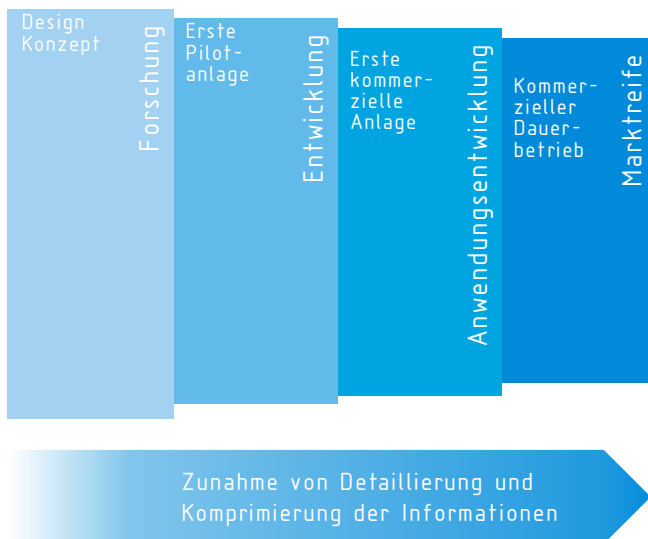 Design
Konzept
Forschung
Erste
Pilot-
anlage
Entwicklung
Erste
kommer-
zielle
Anlage
Anwendungsentwicklung
Kommer-
zieller
Dauer-
betrieb
Marktreife
Zunahme von Detaillierung und
Komprimierung der Informationen